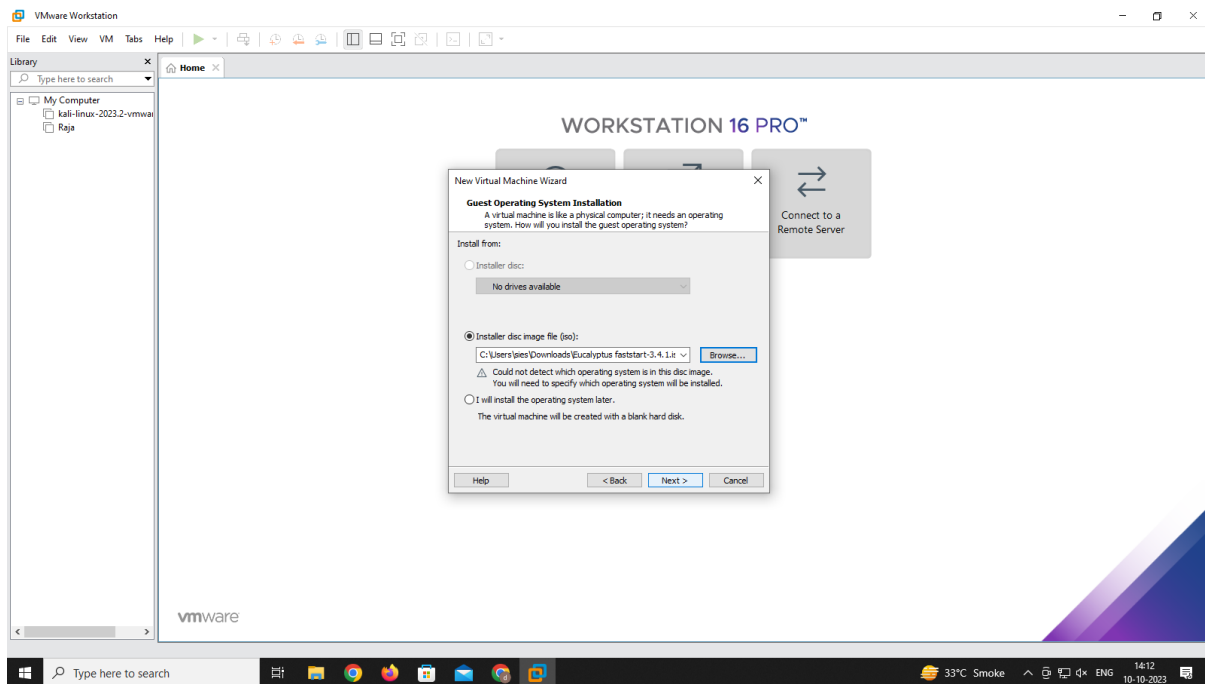 VMware Workstation
File Edit View VM Tabs Help
Library
Type here to search
My Computer
kali-linux-2023.2-vmwar
Raja
Home
WORKSTATION 16 PRO™
Connect to a
Remote Server
New Virtual Machine Wizard
Guest Operating System Installation
A virtual machine is like a physical computer; it needs an operating
system. How will you install the guest operating system?
Install from:
Installer disc:
No drives available
Installer disc image file (iso):
C:\Users\sies\Downloads\Eucalyptus faststart-3.4.1.is
Browse...
Could not detect which operating system is in this disc image.
You will need to specify which operating system will be installed.
I will install the operating system later.
The virtual machine will be created with a blank hard disk.
Help < Back Next > Cancel
vmware
Type here to search
33°C Smoke
ENG
14:12
10-10-2023